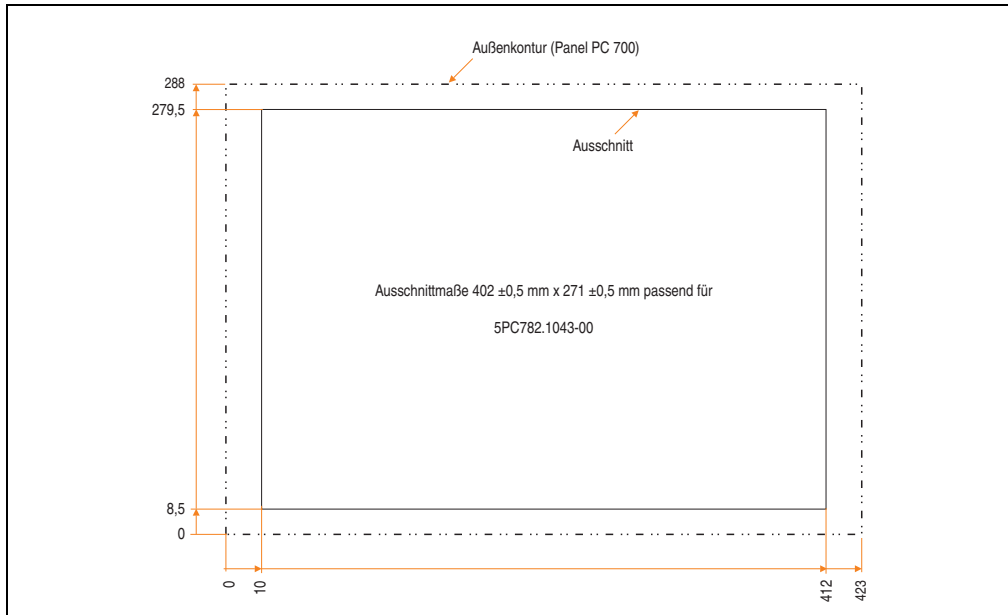 Außenkontur (Panel PC 700)
288
279,5
Ausschnitt
Ausschnittmaße 402 ±0,5 mm x 271 ±0,5 mm passend für
5PC782.1043-00
8,5
0
0
10
412
423